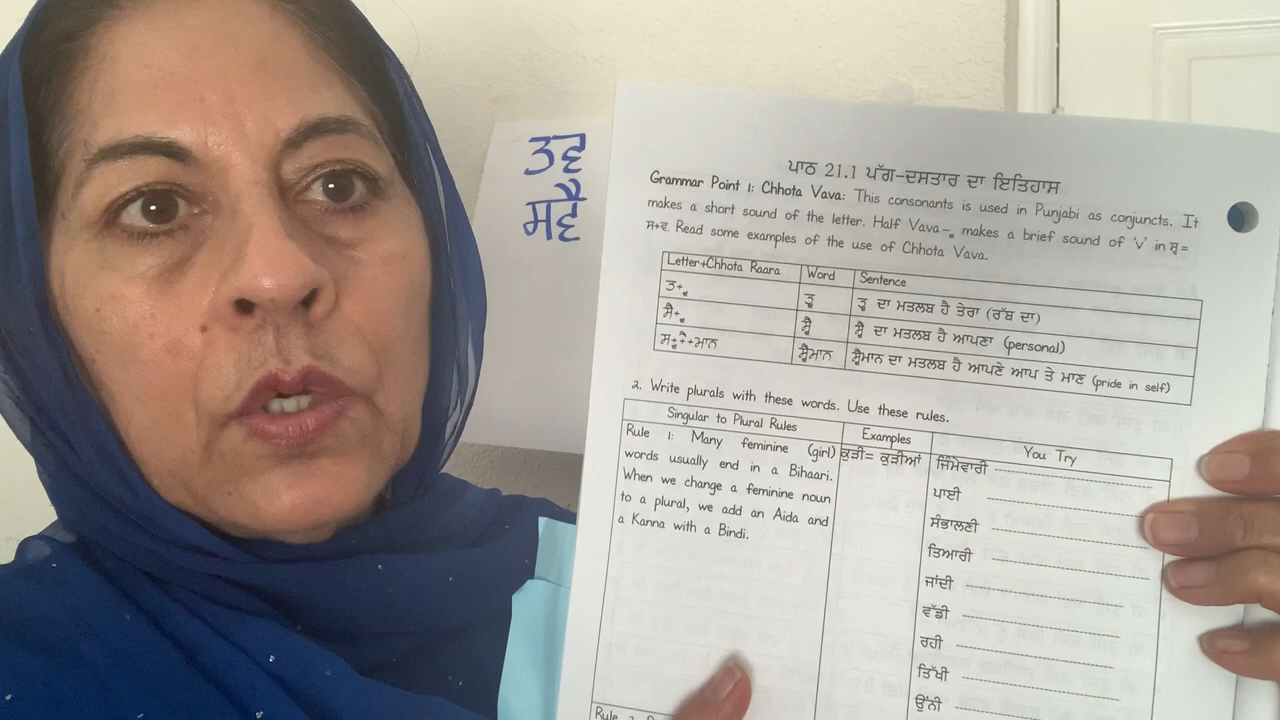 ਤਵ
ਸਵੈ
ਪਾਠ 21.1 ਪੱਗ-ਦਸਤਾਰ ਦਾ ਇਤਿਹਾਸ
Grammar Point 1: Chhota Vava: This consonants is used in Punjabi as conjuncts. It
makes a short sound of the letter. Half Vava-੍ਵ makes a brief sound of 'v' in ਸ੍ਵ=
ਸ+ਵ. Read some examples of the use of Chhota Vava.
Letter+Chhota Raara Word Sentence
ਤ+੍ਵ ਤ੍ਵ ਤ੍ਵ ਦਾ ਮਤਲਬ ਹੈ ਤੇਰਾ (ਰੱਬ ਦਾ)
ਸੈ+੍ਵ ਸ੍ਵੈ ਸ੍ਵੈ ਦਾ ਮਤਲਬ ਹੈ ਆਪਣਾ (personal)
ਸ+੍ਵ+ੈ+ਮਾਨ ਸ੍ਵੈਮਾਨ ਸ੍ਵੈਮਾਨ ਦਾ ਮਤਲਬ ਹੈ ਆਪਣੇ ਆਪ ਤੇ ਮਾਣ (pride in self)
2. Write plurals with these words. Use these rules.
Singular to Plural Rules Examples You Try
Rule 1: Many feminine (girl) ਕੁੜੀ= ਕੁੜੀਆਂ ਜ਼ਿੰਮੇਵਾਰੀ
words usually end in a Bihaari. ਪਾਈ
When we change a feminine noun ਸੰਭਾਲਣੀ
to a plural, we add an Aida and ਤਿਆਰੀ
a Kanna with a Bindi. ਜਾਂਦੀ
ਵੱਡੀ
ਰਹੀ
ਤਿੱਖੀ
ਉੱਨੀ
Rule